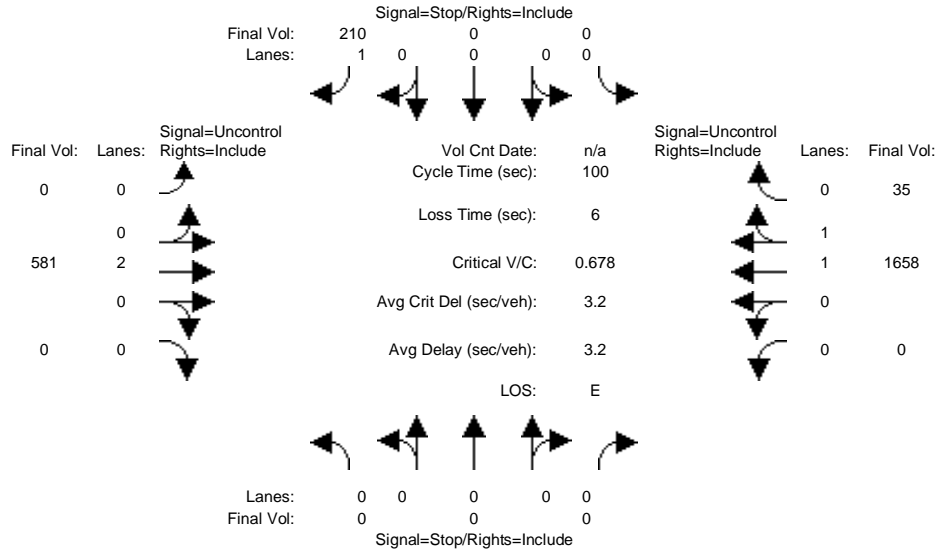 Signal=Stop/Rights=Include
Final Vol: 210 0 0
Lanes: 1 0 0 0 0
Signal=Uncontrol Signal=Uncontrol
Final Vol: Lanes: Rights=Include Vol Cnt Date: n/a Rights=Include Lanes: Final Vol:
Cycle Time (sec): 100
0 0 0 35
Loss Time (sec): 6
0 1
581 2 Critical V/C: 0.678 1 1658
0 Avg Crit Del (sec/veh): 3.2 0
0 0 Avg Delay (sec/veh): 3.2 0 0
LOS: E
Lanes: 0 0 0 0 0
Final Vol: 0 0 0
Signal=Stop/Rights=Include